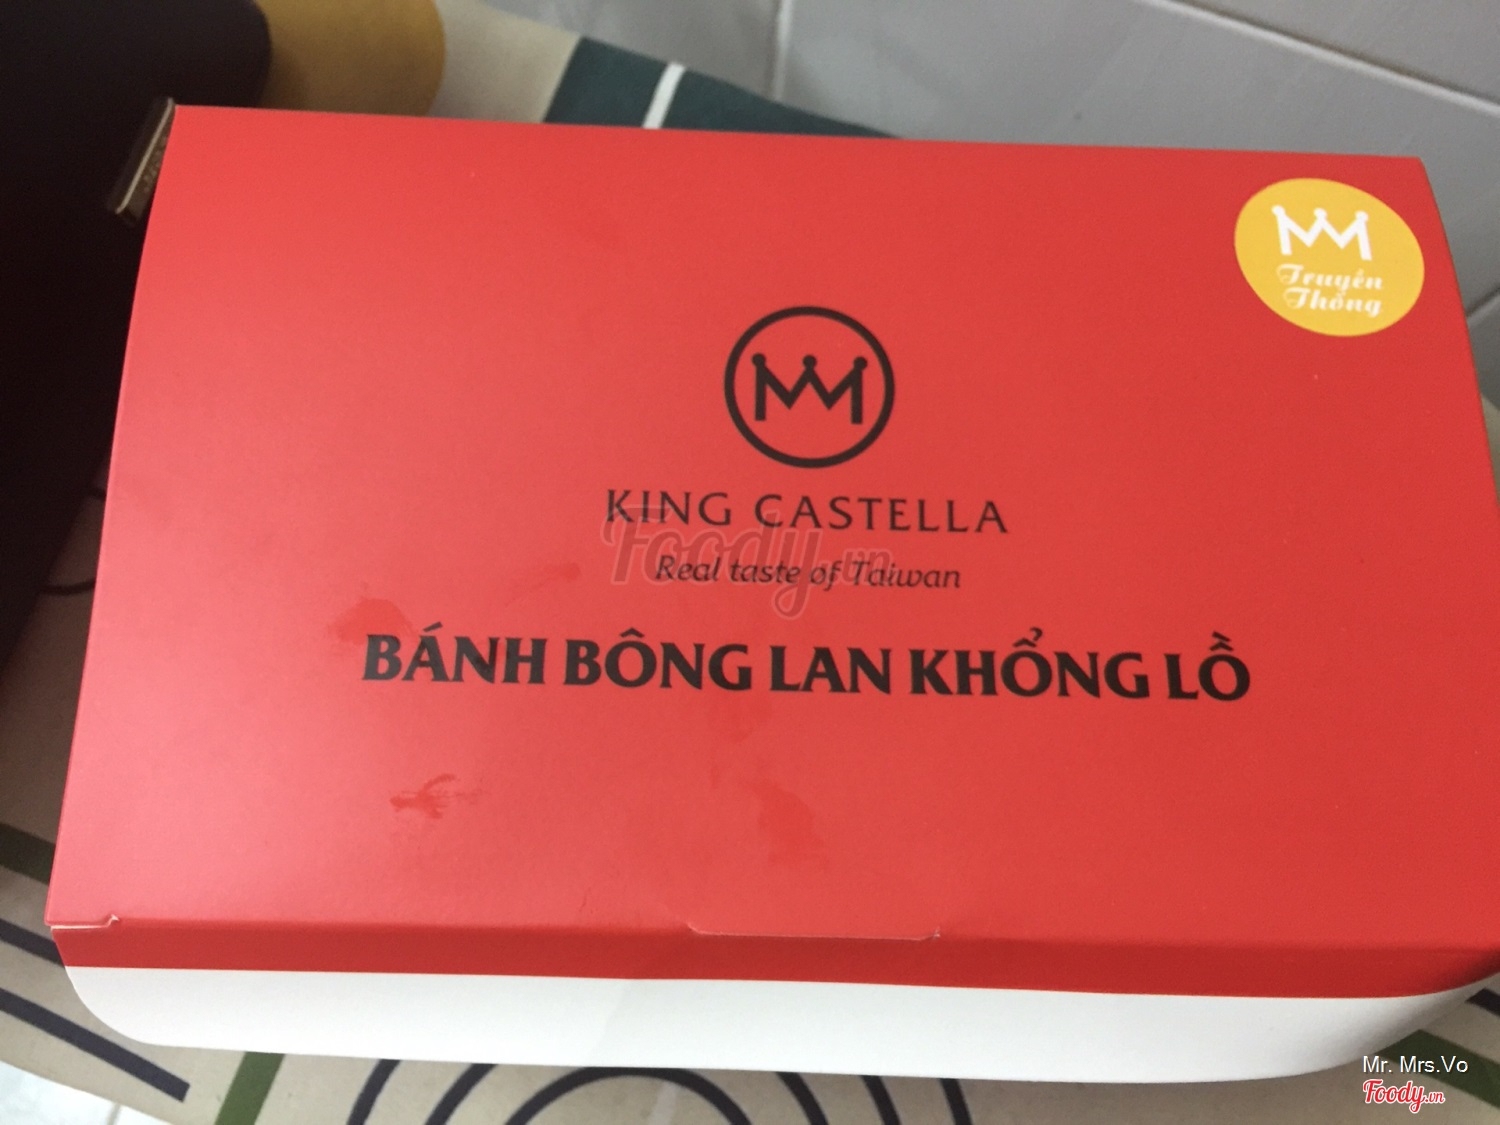 Truyền
Thống
KING CASTELLA
Real taste of Taiwan
Foody.vn
BÁNH BÔNG LAN KHỔNG LỒ
Mr. Mrs.Vo
Foody.vn